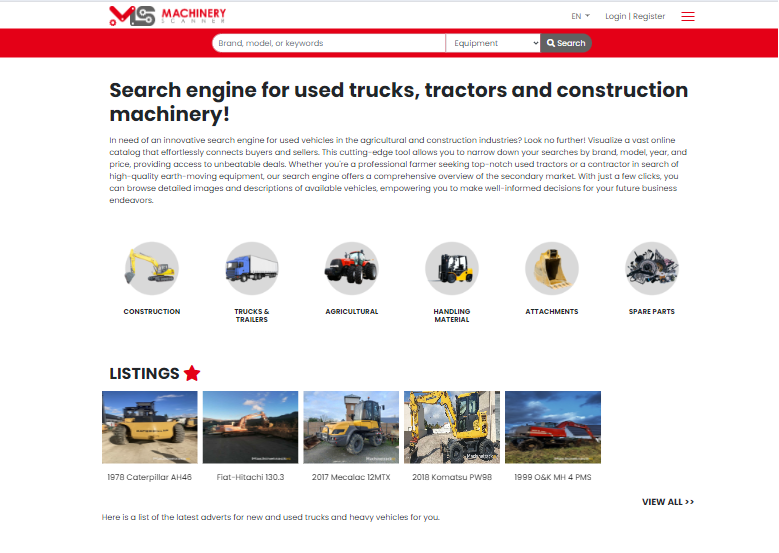 MS MACHINERY
SCANNER
EN
Login | Register
Brand, model, or keywords
Equipment
Search
Search engine for used trucks, tractors and construction
machinery!
In need of an innovative search engine for used vehicles in the agricultural and construction industries? Look no further! Visualize a vast online
catalog that effortlessly connects buyers and sellers. This cutting-edge tool allows you to narrow down your searches by brand, model, year, and
price, providing access to unbeatable deals. Whether you're a professional farmer seeking top-notch used tractors or a contractor in search of
high-quality earth-moving equipment, our search engine offers a comprehensive overview of the secondary market. With just a few clicks, you
can browse detailed images and descriptions of available vehicles, empowering you to make well-informed decisions for your future business
endeavors.
CONSTRUCTION
TRUCKS &
TRAILERS
AGRICULTURAL
HANDLING
MATERIAL
ATTACHMENTS
SPARE PARTS
LISTINGS
1978 Caterpillar AH46
Fiat-Hitachi 130.3
2017 Mecalac 12MTX
2018 Komatsu PW98
1999 O&K MH 4 PMS
VIEW ALL >>
Here is a list of the latest adverts for new and used trucks and heavy vehicles for you.